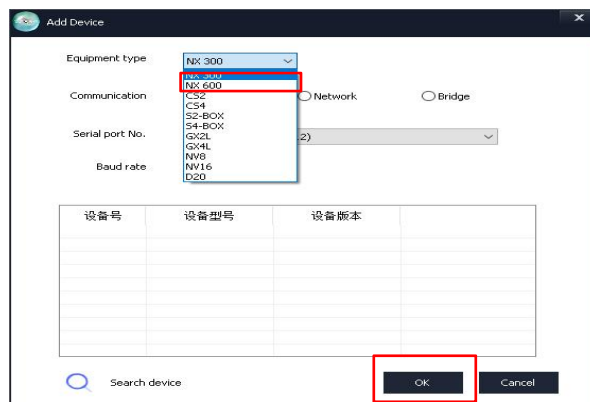 Add Device
Equipment type
NX 300
NX 300
NX 600
CS2
CS4
S2-BOX
S4-BOX
GX2L
GX4L
NV8
NV16
D20
Communication
Network
Bridge
Serial port No.
2)
Baud rate
设备号 设备型号 设备版本
Search device
OK
Cancel